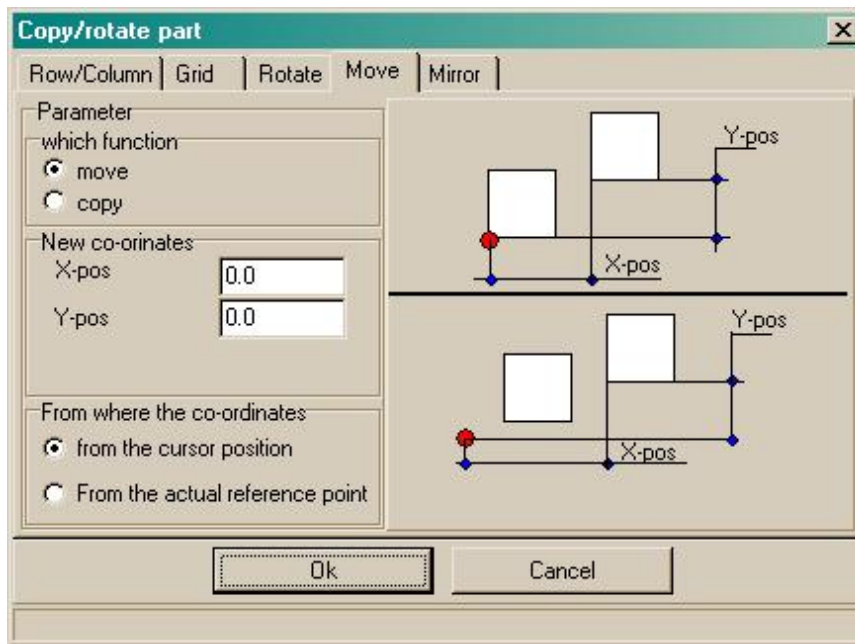 Copy/rotate part
Row/Column Grid Rotate Move Mirror
Parameter
which function
move
copy
New co-orinates
X-pos 0.0
Y-pos 0.0
From where the co-ordinates
from the cursor position
From the actual reference point
Y-pos
X-pos
Y-pos
X-pos
Ok Cancel